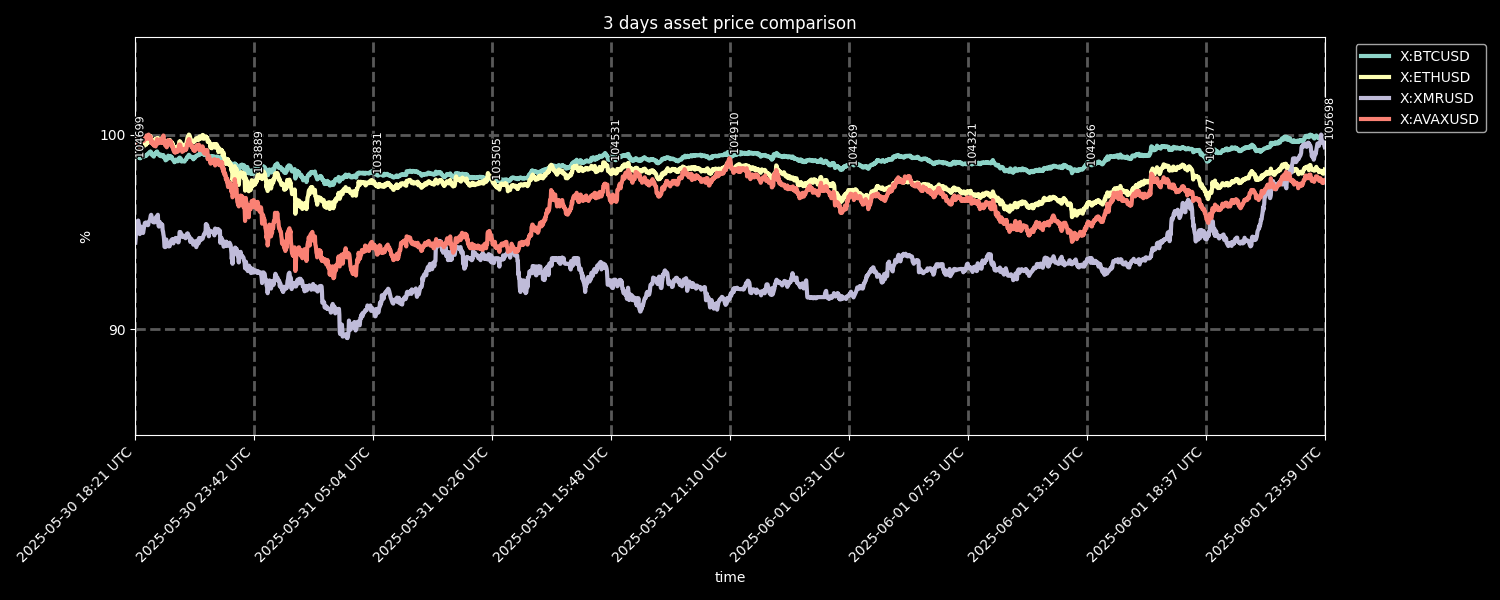 3 days asset price comparison
X:BTCUSD
X:ETHUSD
X:XMRUSD
X:AVAXUSD
%
100
90
104699
103889
103831
103505
104531
104910
104269
104321
104266
104577
105698
2025-05-30 18:21 UTC
2025-05-30 23:42 UTC
2025-05-31 05:04 UTC
2025-05-31 10:26 UTC
2025-05-31 15:48 UTC
2025-05-31 21:10 UTC
2025-06-01 02:31 UTC
2025-06-01 07:53 UTC
2025-06-01 13:15 UTC
2025-06-01 18:37 UTC
2025-06-01 23:59 UTC
time